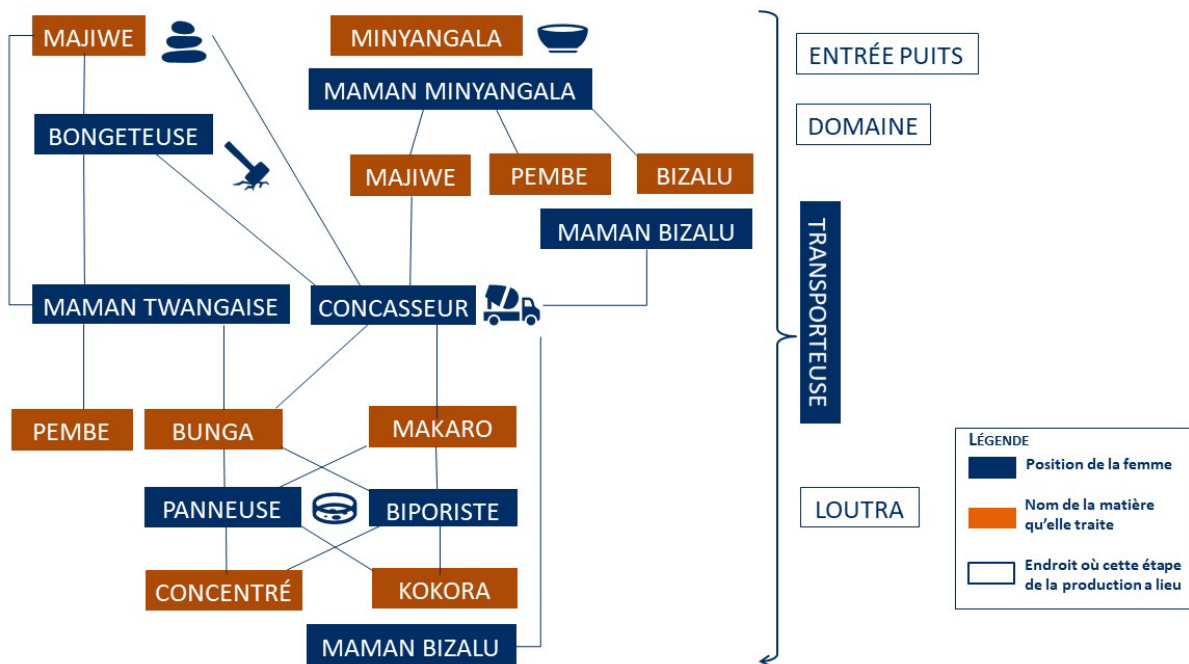 MAJIWE
MINYANGALA
ENTRÉE PUITS
MAMAN MINYANGALA
BONGETEUSE
DOMAINE
MAJIWE
PEMBE
BIZALU
MAMAN BIZALU
TRANSPORTEUSE
MAMAN TWANGAISE
CONCASSEUR
PEMBE
BUNGA
MAKARO
PANNEUSE
BIPORISTE
LOUTRA
CONCENTRÉ
KOKORA
MAMAN BIZALU
LÉGENDE
Position de la femme
Nom de la matière
qu'elle traite
Endroit où cette étape
de la production a lieu